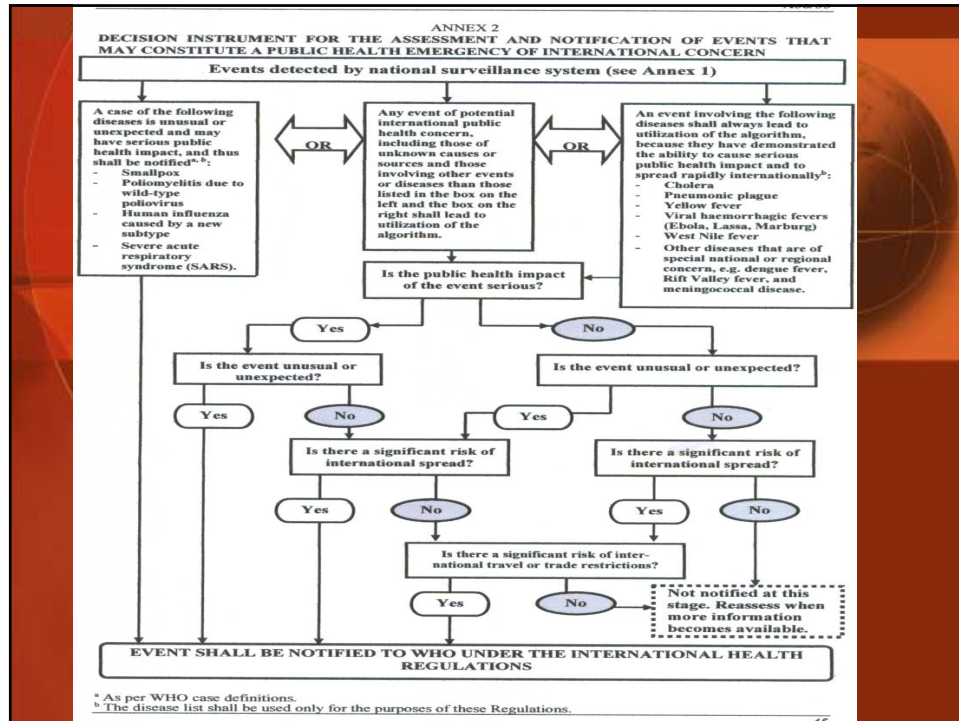 ANNEX 2
DECISION INSTRUMENT FOR THE ASSESSMENT AND NOTIFICATION OF EVENTS THAT
MAY CONSTITUTE A PUBLIC HEALTH EMERGENCY OF INTERNATIONAL CONCERN
Events detected by national surveillance system (see Annex 1)
A case of the following
diseases is unusual or
unexpected and may
have serious public
health impact, and thus
shall be notifiedᵃ, ᵇ:
- Smallpox
- Poliomyelitis due to
wild-type
poliovirus
- Human influenza
caused by a new
subtype
- Severe acute
respiratory
syndrome (SARS).
OR
Any event of potential
international public
health concern,
including those of
unknown causes or
sources and those
involving other events
or diseases than those
listed in the box on the
left and the box on the
right shall lead to
utilization of the
algorithm.
OR
An event involving the following
diseases shall always lead to
utilization of the algorithm,
because they have demonstrated
the ability to cause serious
public health impact and to
spread rapidly internationallyᵇ:
- Cholera
- Pneumonic plague
- Yellow fever
- Viral haemorrhagic fevers
(Ebola, Lassa, Marburg)
- West Nile fever
- Other diseases that are of
special national or regional
concern, e.g. dengue fever,
Rift Valley fever, and
meningococcal disease.
Is the public health impact
of the event serious?
Yes
No
Is the event unusual or
unexpected?
Is the event unusual or unexpected?
Yes
No
Yes
No
Is there a significant risk of
international spread?
Is there a significant risk of
international spread?
Yes
No
Yes
No
Is there a significant risk of inter-
national travel or trade restrictions?
Yes
No
Not notified at this
stage. Reassess when
more information
becomes available.
EVENT SHALL BE NOTIFIED TO WHO UNDER THE INTERNATIONAL HEALTH
REGULATIONS
ᵃ As per WHO case definitions.
ᵇ The disease list shall be used only for the purposes of these Regulations.